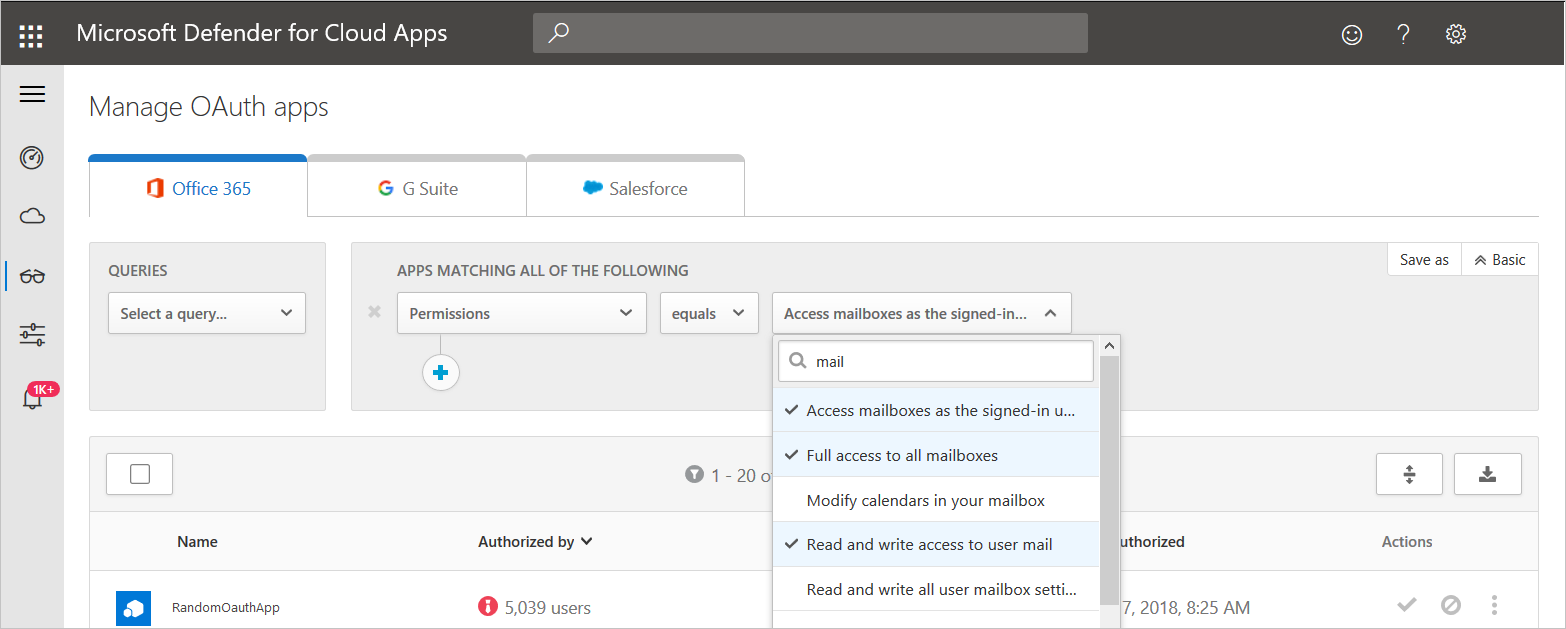 Microsoft Defender for Cloud Apps
?
Manage OAuth apps
Office 365
G Suite
Salesforce
QUERIES
APPS MATCHING ALL OF THE FOLLOWING
Save as
Basic
Select a query...
Permissions
equals
Access mailboxes as the signed-in...
1K+
mail
Access mailboxes as the signed-in u...
Full access to all mailboxes
1 - 20
Modify calendars in your mailbox
Name
Authorized by
Read and write access to user mail
Actions
Read and write all user mailbox setti...
RandomOauthApp
5,039 users
7, 2018, 8:25 AM